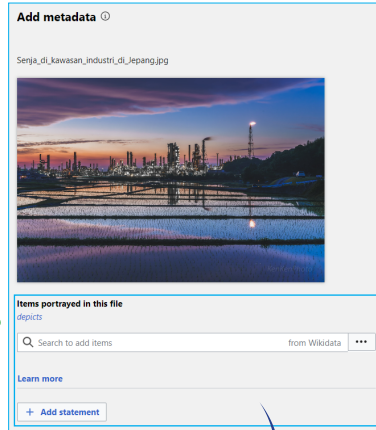 Add metadata ⓘ
Senja_di_kawasan_industri_di_Jepang.jpg
Items portrayed in this file
depicts
Search to add items from Wikidata •••
Learn more
+ Add statement